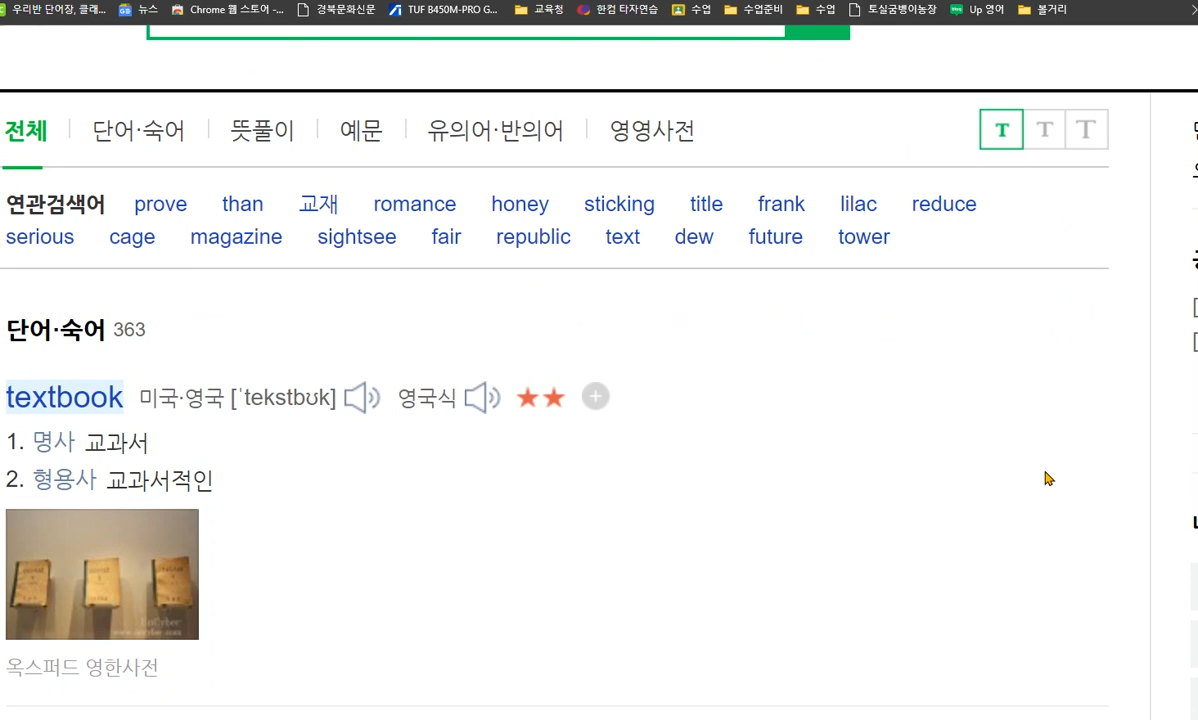 우리반 단어장, 클래... 뉴스 Chrome 웹 스토어 -... 경북문화신문 TUF B450M-PRO G... 교육청 한컴 타자연습 수업 수업준비 수업 토실굼벵이농장 Up 영어 볼거리
전체 단어·숙어 뜻풀이 예문 유의어·반의어 영영사전 T T T
연관검색어 prove than 교재 romance honey sticking title frank lilac reduce
serious cage magazine sightsee fair republic text dew future tower
단어·숙어 363
textbook 미국·영국 [ˈtekstbʊk] 영국식
1. 명사 교과서
2. 형용사 교과서적인
옥스퍼드 영한사전